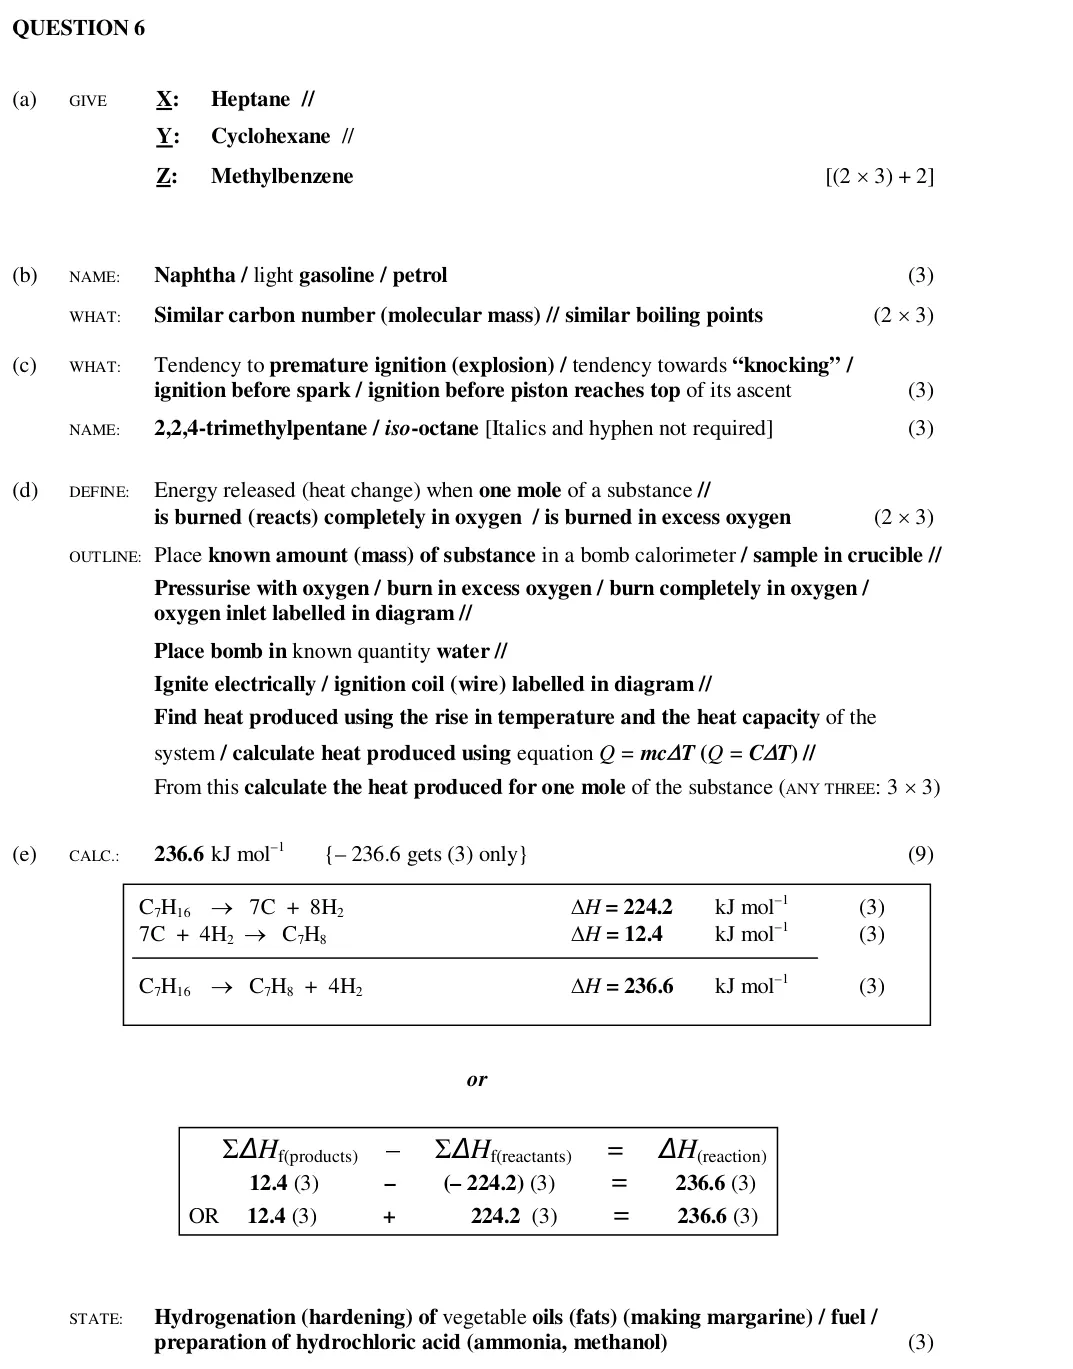 QUESTION 6
(a) GIVE X: Heptane //
Y: Cyclohexane //
Z: Methylbenzene [(2 × 3) + 2]
(b) NAME: Naphtha / light gasoline / petrol (3)
WHAT: Similar carbon number (molecular mass) // similar boiling points (2 × 3)
(c) WHAT: Tendency to premature ignition (explosion) / tendency towards “knocking” /
ignition before spark / ignition before piston reaches top of its ascent (3)
NAME: 2,2,4-trimethylpentane / iso-octane [Italics and hyphen not required] (3)
(d) DEFINE: Energy released (heat change) when one mole of a substance //
is burned (reacts) completely in oxygen / is burned in excess oxygen (2 × 3)
OUTLINE: Place known amount (mass) of substance in a bomb calorimeter / sample in crucible //
Pressurise with oxygen / burn in excess oxygen / burn completely in oxygen /
oxygen inlet labelled in diagram //
Place bomb in known quantity water //
Ignite electrically / ignition coil (wire) labelled in diagram //
Find heat produced using the rise in temperature and the heat capacity of the
system / calculate heat produced using equation Q = mcΔT (Q = CΔT) //
From this calculate the heat produced for one mole of the substance (ANY THREE: 3 × 3)
(e) CALC.: 236.6 kJ mol⁻¹ {– 236.6 gets (3) only} (9)
C₇H₁₆ → 7C + 8H₂ ΔH = 224.2 kJ mol⁻¹ (3)
7C + 4H₂ → C₇H₈ ΔH = 12.4 kJ mol⁻¹ (3)
C₇H₁₆ → C₇H₈ + 4H₂ ΔH = 236.6 kJ mol⁻¹ (3)
or
ΣΔH f(products) – ΣΔH f(reactants) = ΔH (reaction)
12.4 (3) – (– 224.2) (3) = 236.6 (3)
OR 12.4 (3) + 224.2 (3) = 236.6 (3)
STATE: Hydrogenation (hardening) of vegetable oils (fats) (making margarine) / fuel /
preparation of hydrochloric acid (ammonia, methanol) (3)